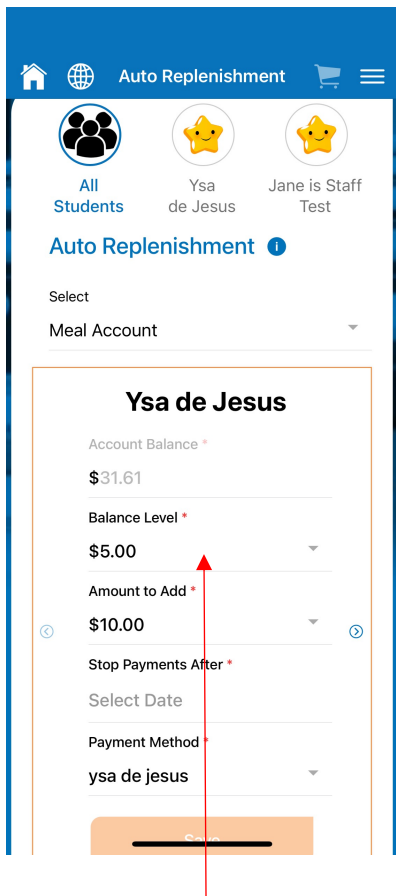 Auto Replenishment
All Students
Ysa de Jesus
Jane is Staff Test
Auto Replenishment i
Select
Meal Account
Ysa de Jesus
Account Balance *
$31.61
Balance Level *
$5.00
Amount to Add *
$10.00
Stop Payments After *
Select Date
Payment Method *
ysa de jesus
Save